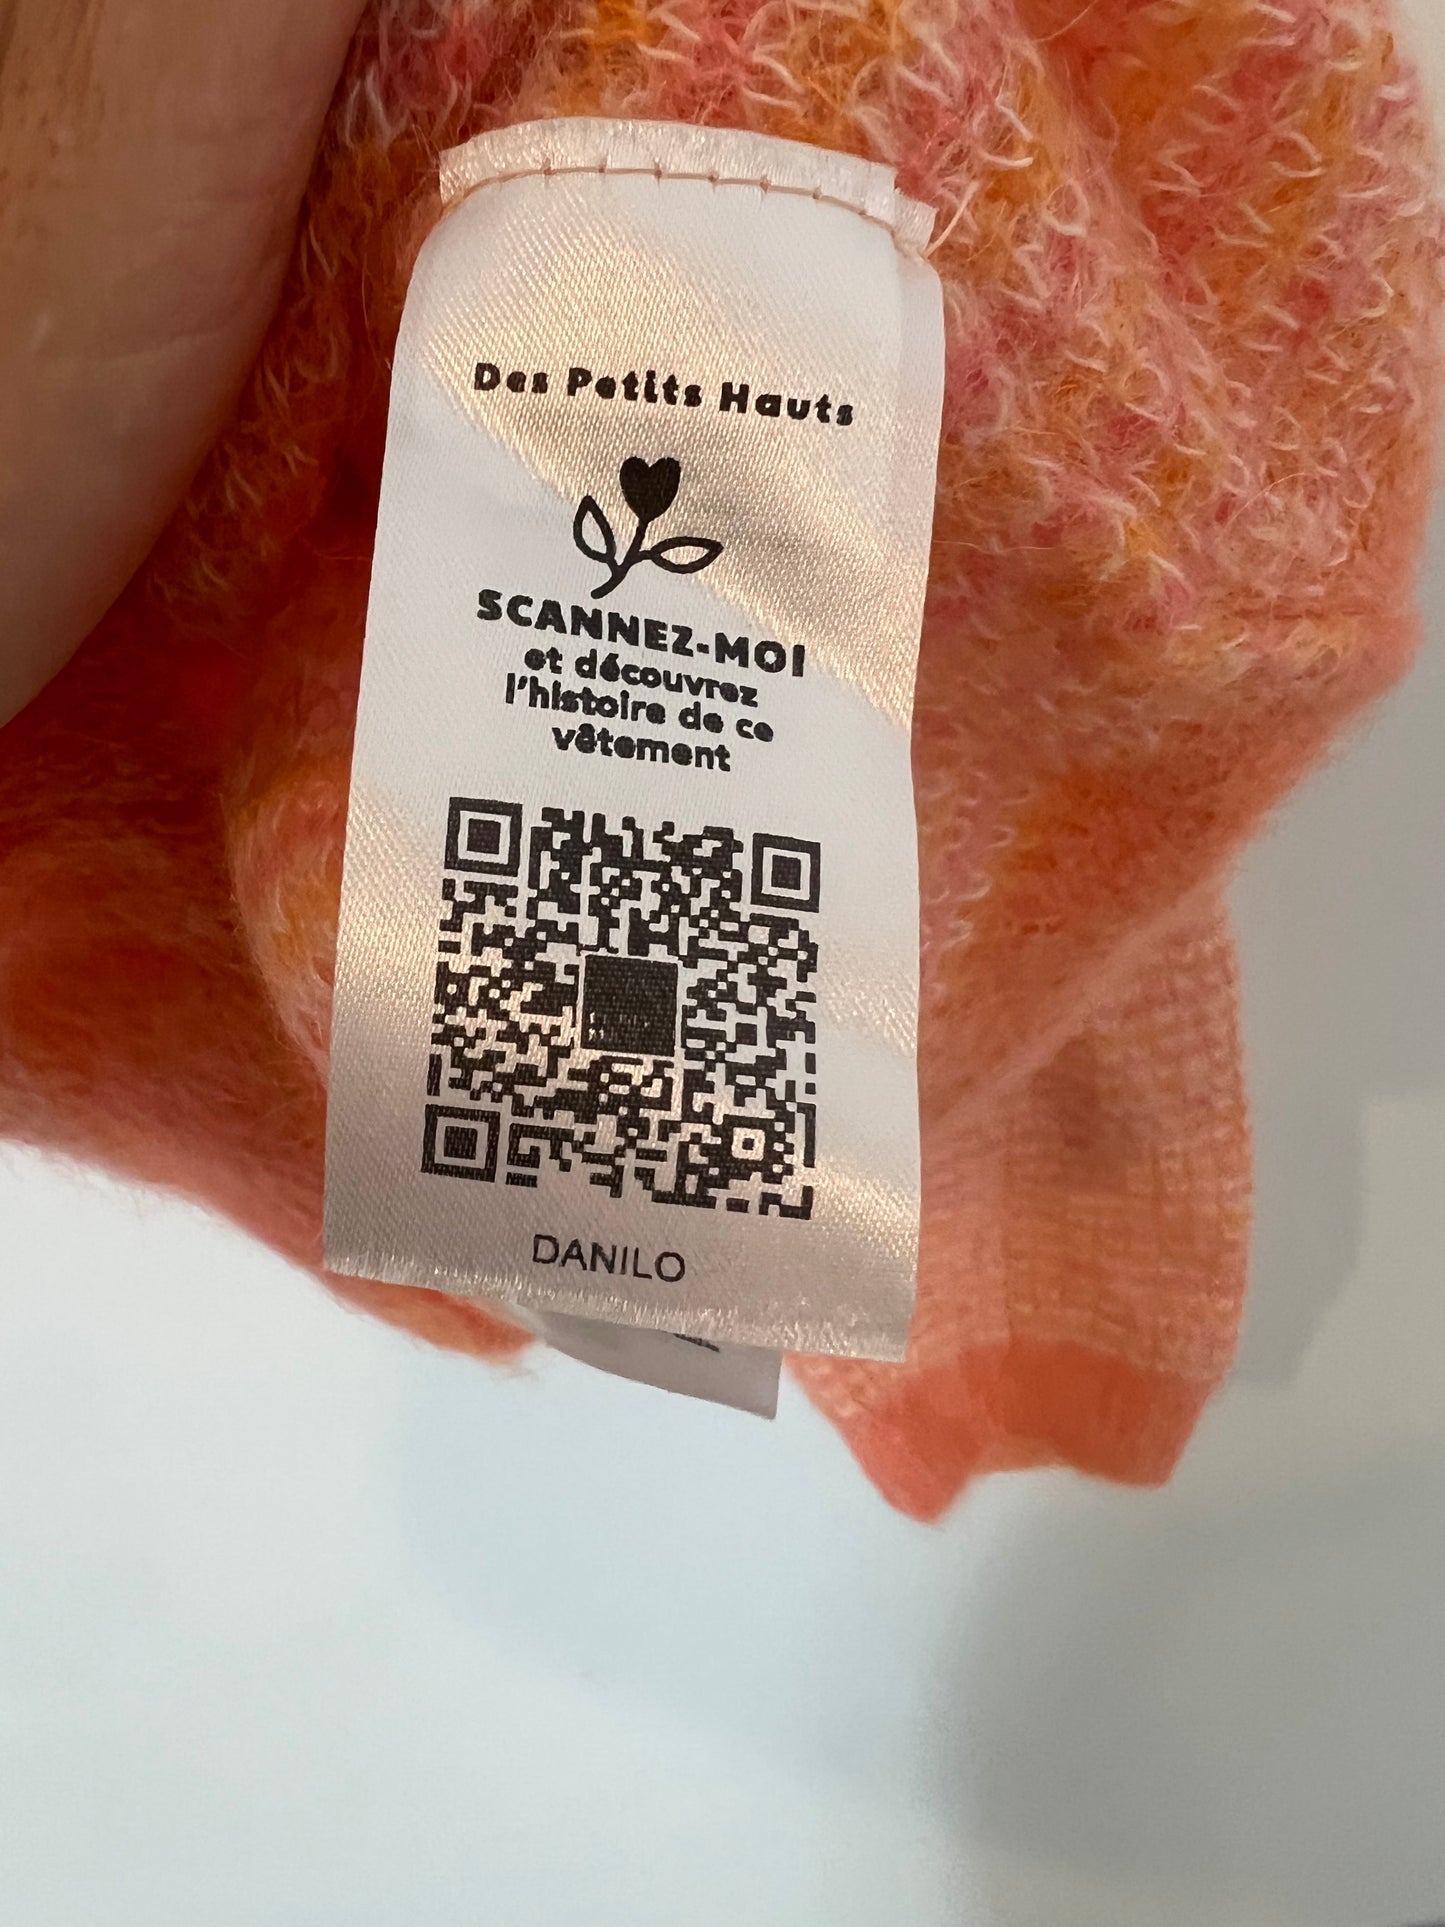 Des Petits Hauts
SCANNEZ-MOI
et découvrez
l'histoire de ce
vêtement
DANILO